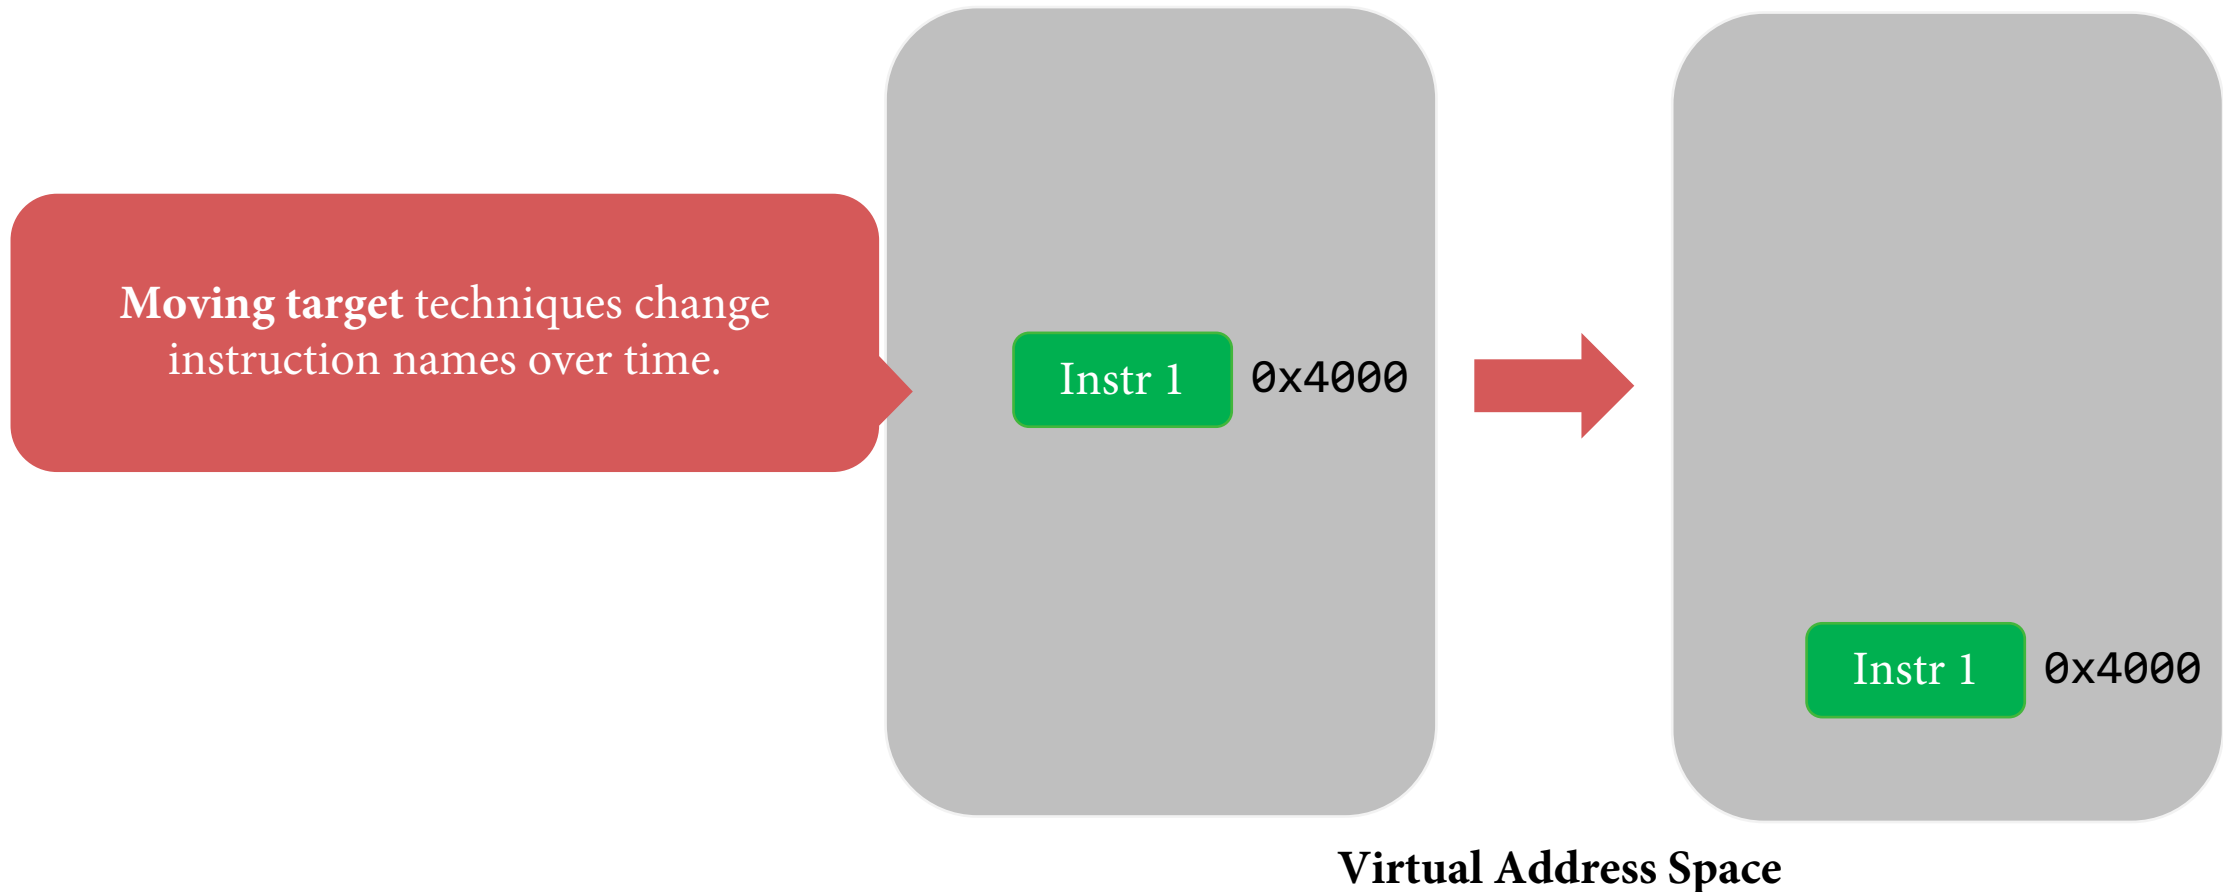 Moving target techniques change
instruction names over time.
Instr 1 0x4000
Instr 1 0x4000
Virtual Address Space